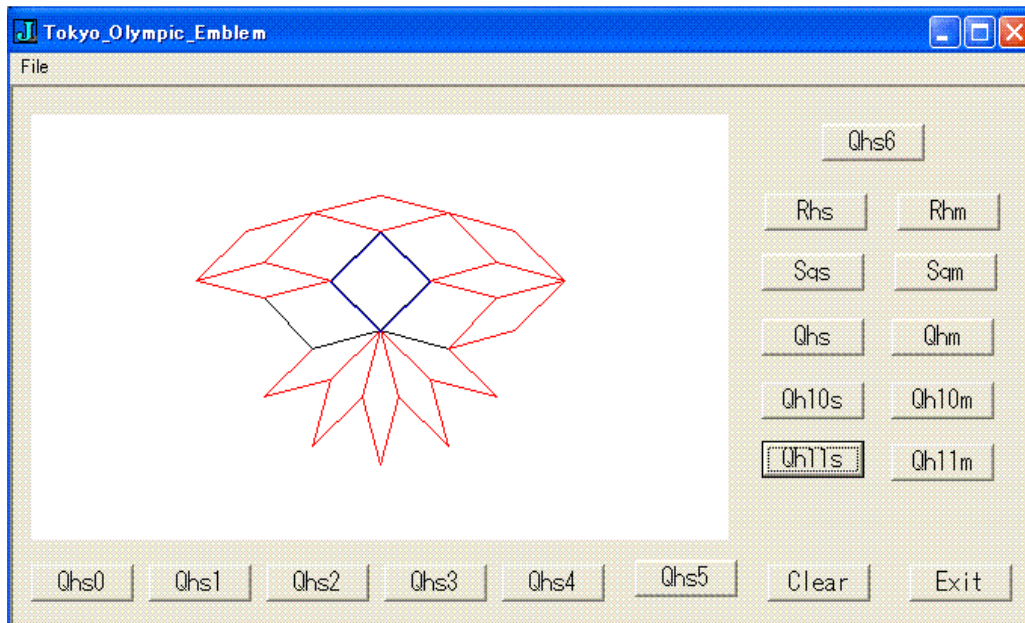 Tokyo_Olympic_Emblem
File
Qhs6
Rhs Rhm
Sqs Sqm
Qhs Qhm
Qh10s Qh10m
Qh11s Qh11m
Qhs0 Qhs1 Qhs2 Qhs3 Qhs4 Qhs5 Clear Exit